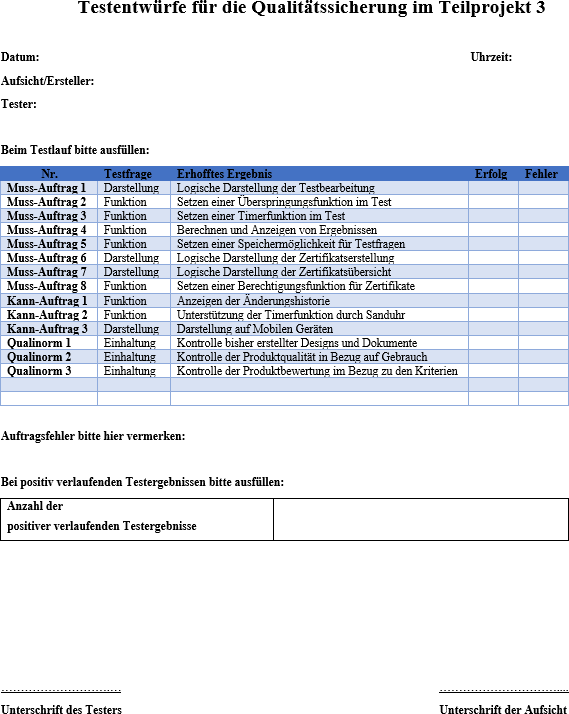 Testentwürfe für die Qualitätssicherung im Teilprojekt 3
Datum: Uhrzeit:
Aufsicht/Ersteller:
Tester:
Beim Testlauf bitte ausfüllen:
Nr. Testfrage Erhofftes Ergebnis Erfolg Fehler
Muss-Auftrag 1 Darstellung Logische Darstellung der Testbearbeitung
Muss-Auftrag 2 Funktion Setzen einer Überspringungsfunktion im Test
Muss-Auftrag 3 Funktion Setzen einer Timerfunktion im Test
Muss-Auftrag 4 Funktion Berechnen und Anzeigen von Ergebnissen
Muss-Auftrag 5 Funktion Setzen einer Speichermöglichkeit für Testfragen
Muss-Auftrag 6 Darstellung Logische Darstellung der Zertifikatserstellung
Muss-Auftrag 7 Darstellung Logische Darstellung der Zertifikatsübersicht
Muss-Auftrag 8 Funktion Setzen einer Berechtigungsfunktion für Zertifikate
Kann-Auftrag 1 Funktion Anzeigen der Änderungshistorie
Kann-Auftrag 2 Funktion Unterstützung der Timerfunktion durch Sanduhr
Kann-Auftrag 3 Darstellung Darstellung auf Mobilen Geräten
Qualinorm 1 Einhaltung Kontrolle bisher erstellter Designs und Dokumente
Qualinorm 2 Einhaltung Kontrolle der Produktqualität in Bezug auf Gebrauch
Qualinorm 3 Einhaltung Kontrolle der Produktbewertung im Bezug zu den Kriterien
Auftragsfehler bitte hier vermerken:
Bei positiv verlaufenden Testergebnissen bitte ausfüllen:
Anzahl der
positiver verlaufenden Testergebnisse
Unterschrift des Testers Unterschrift der Aufsicht